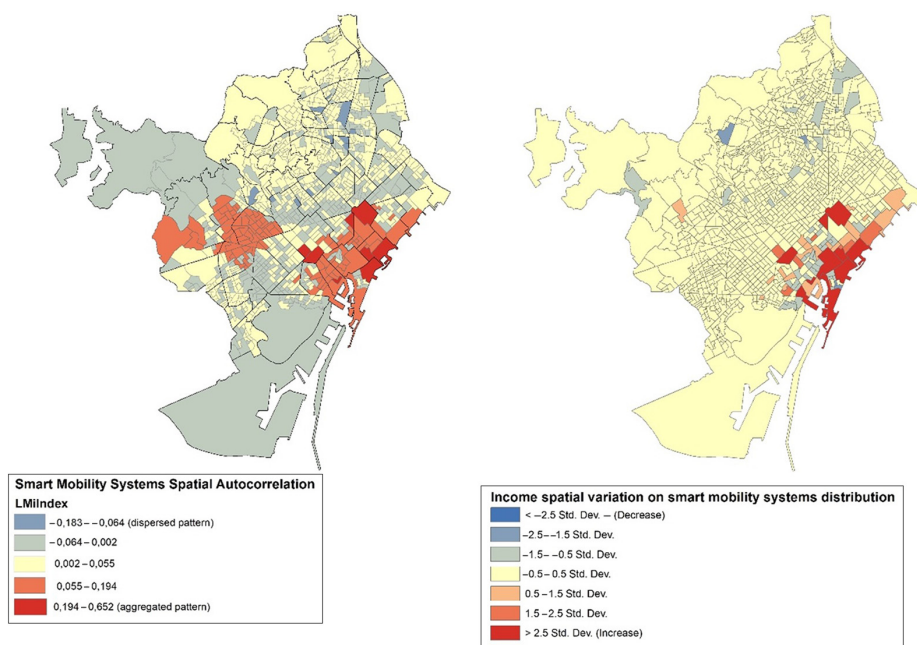 Smart Mobility Systems Spatial Autocorrelation
LMiIndex
−0,183 – −0,064 (dispersed pattern)
−0,064 – 0,002
0,002 – 0,055
0,055 – 0,194
0,194 – 0,652 (aggregated pattern)
Income spatial variation on smart mobility systems distribution
< −2.5 Std. Dev. – (Decrease)
−2.5– −1.5 Std. Dev.
−1.5– −0.5 Std. Dev.
−0.5 – 0.5 Std. Dev.
0.5 – 1.5 Std. Dev.
1.5 – 2.5 Std. Dev.
> 2.5 Std. Dev. (Increase)